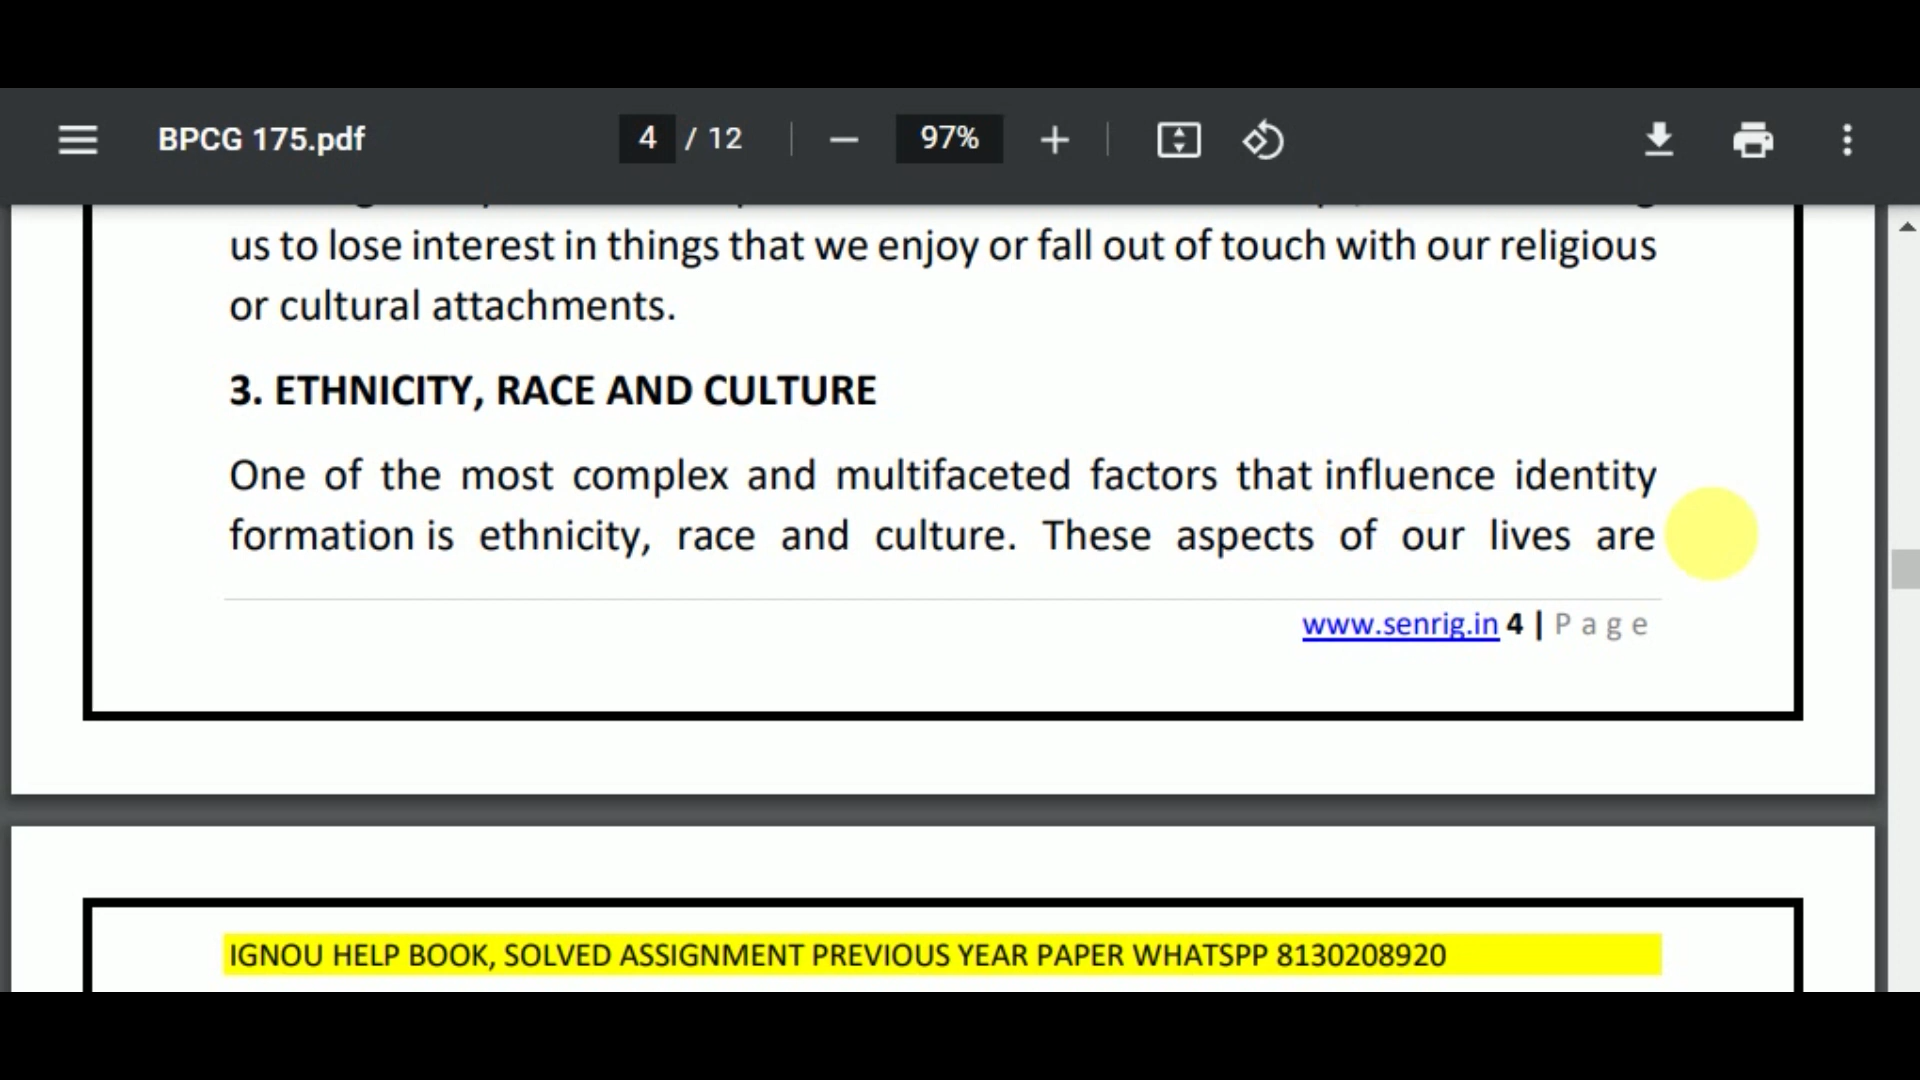 BPCG 175.pdf
4 / 12
97%
us to lose interest in things that we enjoy or fall out of touch with our religious
or cultural attachments.
3. ETHNICITY, RACE AND CULTURE
One of the most complex and multifaceted factors that influence identity
formation is ethnicity, race and culture. These aspects of our lives are
www.senrig.in 4 | P a g e
IGNOU HELP BOOK, SOLVED ASSIGNMENT PREVIOUS YEAR PAPER WHATSPP 8130208920